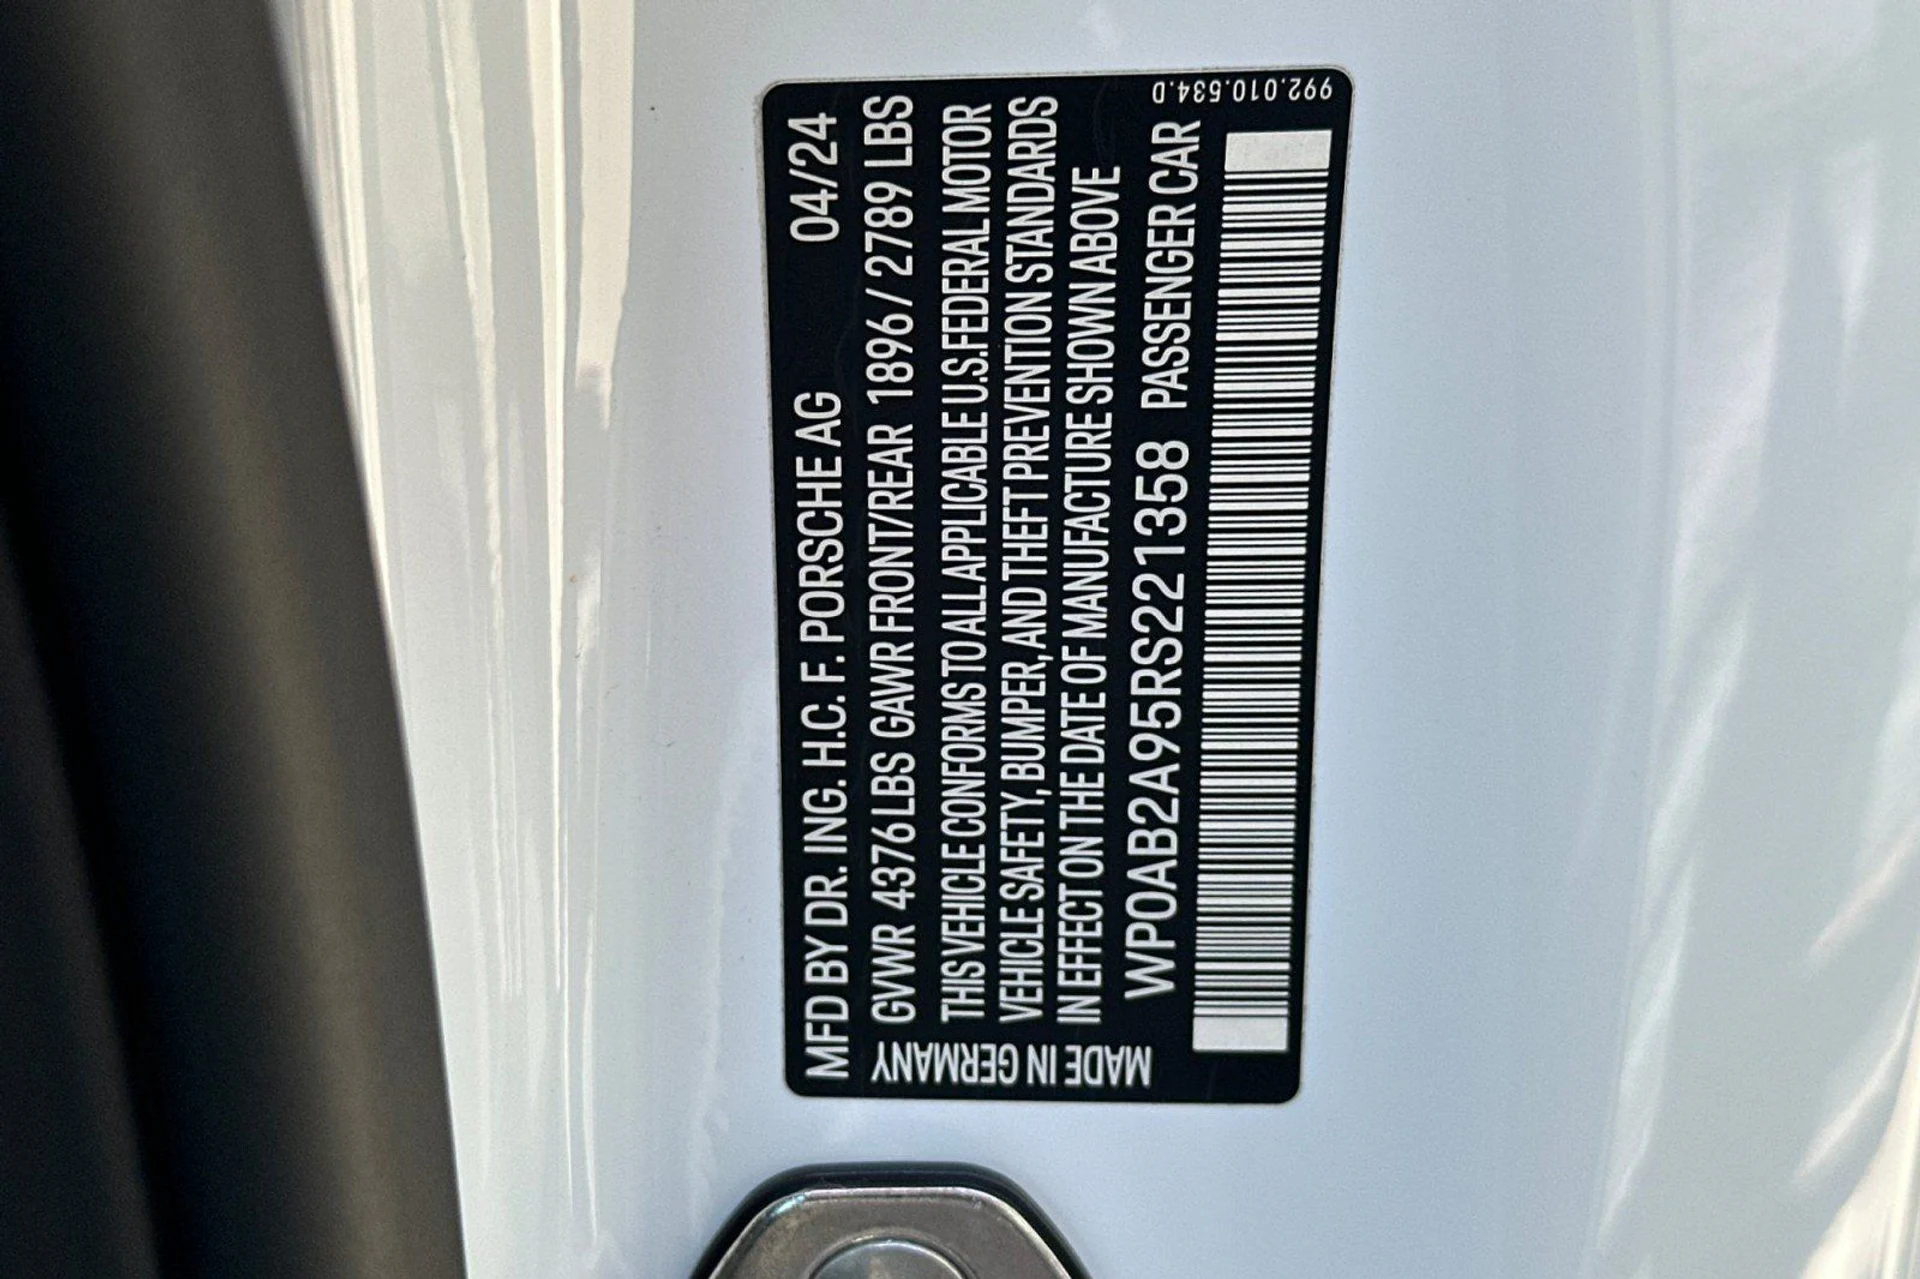 MFD BY DR. ING. H.C. F. PORSCHE AG 04/24
GVWR 4376 LBS GAWR FRONT/REAR 1896 / 2789 LBS
THIS VEHICLE CONFORMS TO ALL APPLICABLE U.S. FEDERAL MOTOR
VEHICLE SAFETY, BUMPER, AND THEFT PREVENTION STANDARDS
IN EFFECT ON THE DATE OF MANUFACTURE SHOWN ABOVE
WP0AB2A95RS221358 PASSENGER CAR
MADE IN GERMANY
992.010.534.D